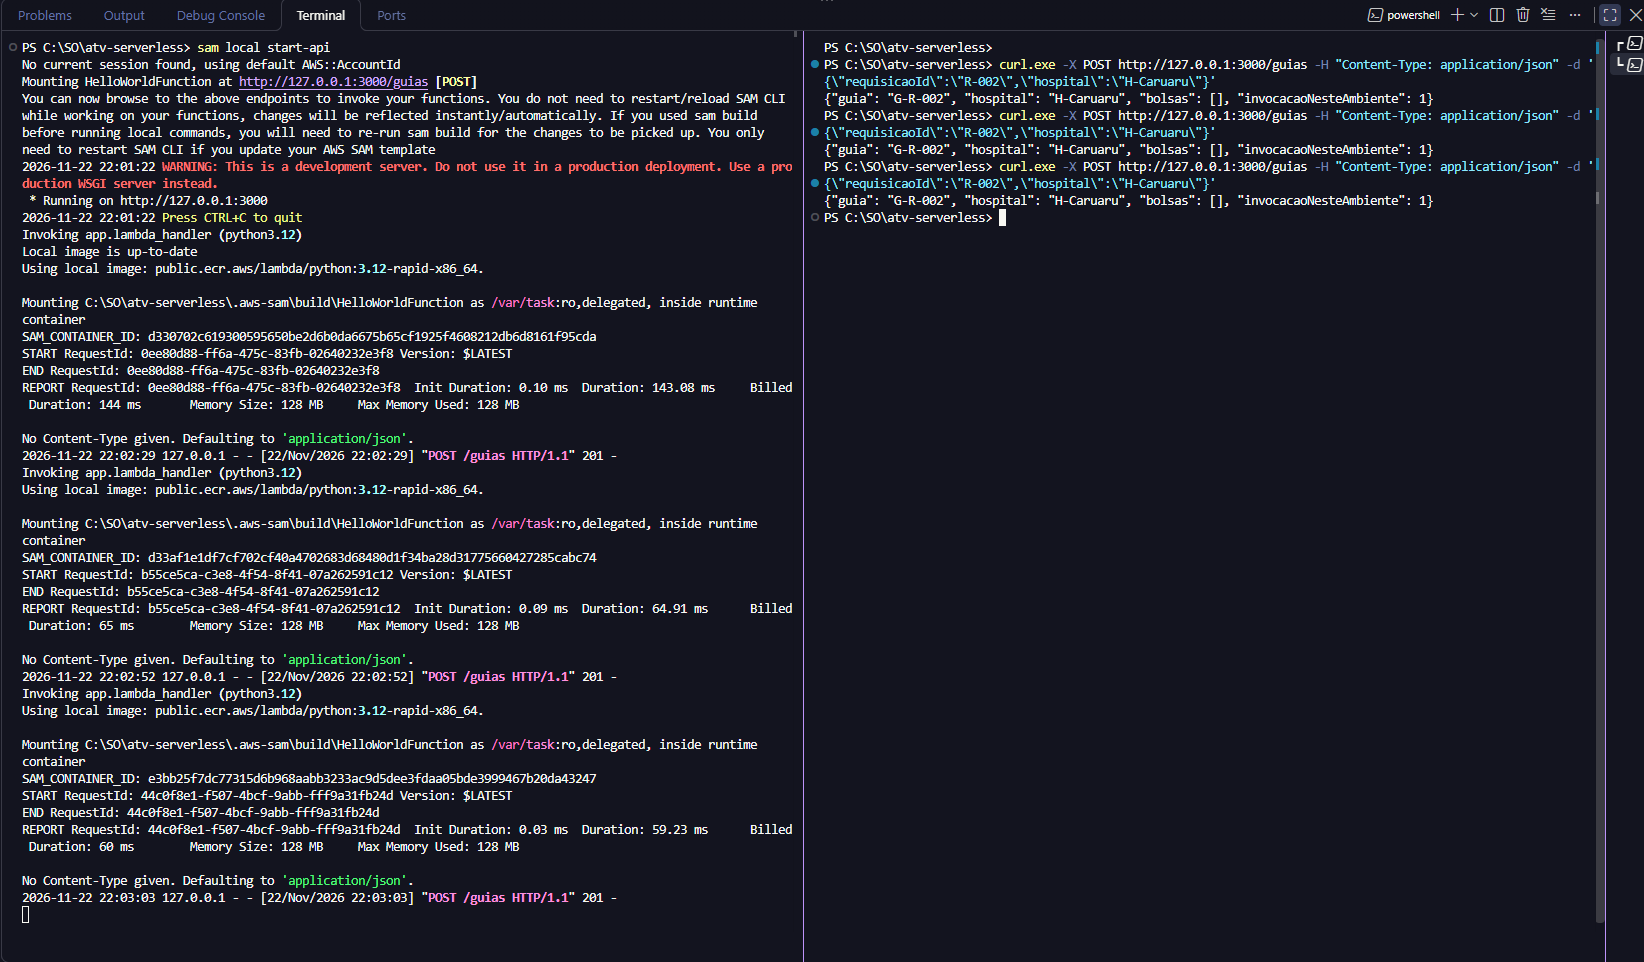 Problems Output Debug Console Terminal Ports
powershell
PS C:\SO\atv-serverless> sam local start-api
No current session found, using default AWS::AccountId
Mounting HelloWorldFunction at http://127.0.0.1:3000/guias [POST]
You can now browse to the above endpoints to invoke your functions. You do not need to restart/reload SAM CLI
while working on your functions, changes will be reflected instantly/automatically. If you used sam build
before running local commands, you will need to re-run sam build for the changes to be picked up. You only
need to restart SAM CLI if you update your AWS SAM template
2026-11-22 22:01:22 WARNING: This is a development server. Do not use it in a production deployment. Use a pro
duction WSGI server instead.
 * Running on http://127.0.0.1:3000
2026-11-22 22:01:22 Press CTRL+C to quit
Invoking app.lambda_handler (python3.12)
Local image is up-to-date
Using local image: public.ecr.aws/lambda/python:3.12-rapid-x86_64.
Mounting C:\SO\atv-serverless\.aws-sam\build\HelloWorldFunction as /var/task:ro,delegated, inside runtime
container
SAM_CONTAINER_ID: d330702c619300595650be2d6b0da6675b65cf1925f4608212db6d8161f95cda
START RequestId: 0ee80d88-ff6a-475c-83fb-02640232e3f8 Version: $LATEST
END RequestId: 0ee80d88-ff6a-475c-83fb-02640232e3f8
REPORT RequestId: 0ee80d88-ff6a-475c-83fb-02640232e3f8  Init Duration: 0.10 ms  Duration: 143.08 ms     Billed
 Duration: 144 ms       Memory Size: 128 MB     Max Memory Used: 128 MB
No Content-Type given. Defaulting to 'application/json'.
2026-11-22 22:02:29 127.0.0.1 - - [22/Nov/2026 22:02:29] "POST /guias HTTP/1.1" 201 -
Invoking app.lambda_handler (python3.12)
Using local image: public.ecr.aws/lambda/python:3.12-rapid-x86_64.
Mounting C:\SO\atv-serverless\.aws-sam\build\HelloWorldFunction as /var/task:ro,delegated, inside runtime
container
SAM_CONTAINER_ID: d33af1e1df7cf702cf40a4702683d68480d1f34ba28d31775660427285cabc74
START RequestId: b55ce5ca-c3e8-4f54-8f41-07a262591c12 Version: $LATEST
END RequestId: b55ce5ca-c3e8-4f54-8f41-07a262591c12
REPORT RequestId: b55ce5ca-c3e8-4f54-8f41-07a262591c12  Init Duration: 0.09 ms  Duration: 64.91 ms      Billed
 Duration: 65 ms        Memory Size: 128 MB     Max Memory Used: 128 MB
No Content-Type given. Defaulting to 'application/json'.
2026-11-22 22:02:52 127.0.0.1 - - [22/Nov/2026 22:02:52] "POST /guias HTTP/1.1" 201 -
Invoking app.lambda_handler (python3.12)
Using local image: public.ecr.aws/lambda/python:3.12-rapid-x86_64.
Mounting C:\SO\atv-serverless\.aws-sam\build\HelloWorldFunction as /var/task:ro,delegated, inside runtime
container
SAM_CONTAINER_ID: e3bb25f7dc77315d6b968aabb3233ac9d5dee3fdaa05bde3999467b20da43247
START RequestId: 44c0f8e1-f507-4bcf-9abb-fff9a31fb24d Version: $LATEST
END RequestId: 44c0f8e1-f507-4bcf-9abb-fff9a31fb24d
REPORT RequestId: 44c0f8e1-f507-4bcf-9abb-fff9a31fb24d  Init Duration: 0.03 ms  Duration: 59.23 ms      Billed
 Duration: 60 ms        Memory Size: 128 MB     Max Memory Used: 128 MB
No Content-Type given. Defaulting to 'application/json'.
2026-11-22 22:03:03 127.0.0.1 - - [22/Nov/2026 22:03:03] "POST /guias HTTP/1.1" 201 -
PS C:\SO\atv-serverless>
PS C:\SO\atv-serverless> curl.exe -X POST http://127.0.0.1:3000/guias -H "Content-Type: application/json" -d '
{\"requisicaoId\":\"R-002\",\"hospital\":\"H-Caruaru\"}'
{"guia": "G-R-002", "hospital": "H-Caruaru", "bolsas": [], "invocacaoNesteAmbiente": 1}
PS C:\SO\atv-serverless> curl.exe -X POST http://127.0.0.1:3000/guias -H "Content-Type: application/json" -d '
{\"requisicaoId\":\"R-002\",\"hospital\":\"H-Caruaru\"}'
{"guia": "G-R-002", "hospital": "H-Caruaru", "bolsas": [], "invocacaoNesteAmbiente": 1}
PS C:\SO\atv-serverless> curl.exe -X POST http://127.0.0.1:3000/guias -H "Content-Type: application/json" -d '
{\"requisicaoId\":\"R-002\",\"hospital\":\"H-Caruaru\"}'
{"guia": "G-R-002", "hospital": "H-Caruaru", "bolsas": [], "invocacaoNesteAmbiente": 1}
PS C:\SO\atv-serverless>